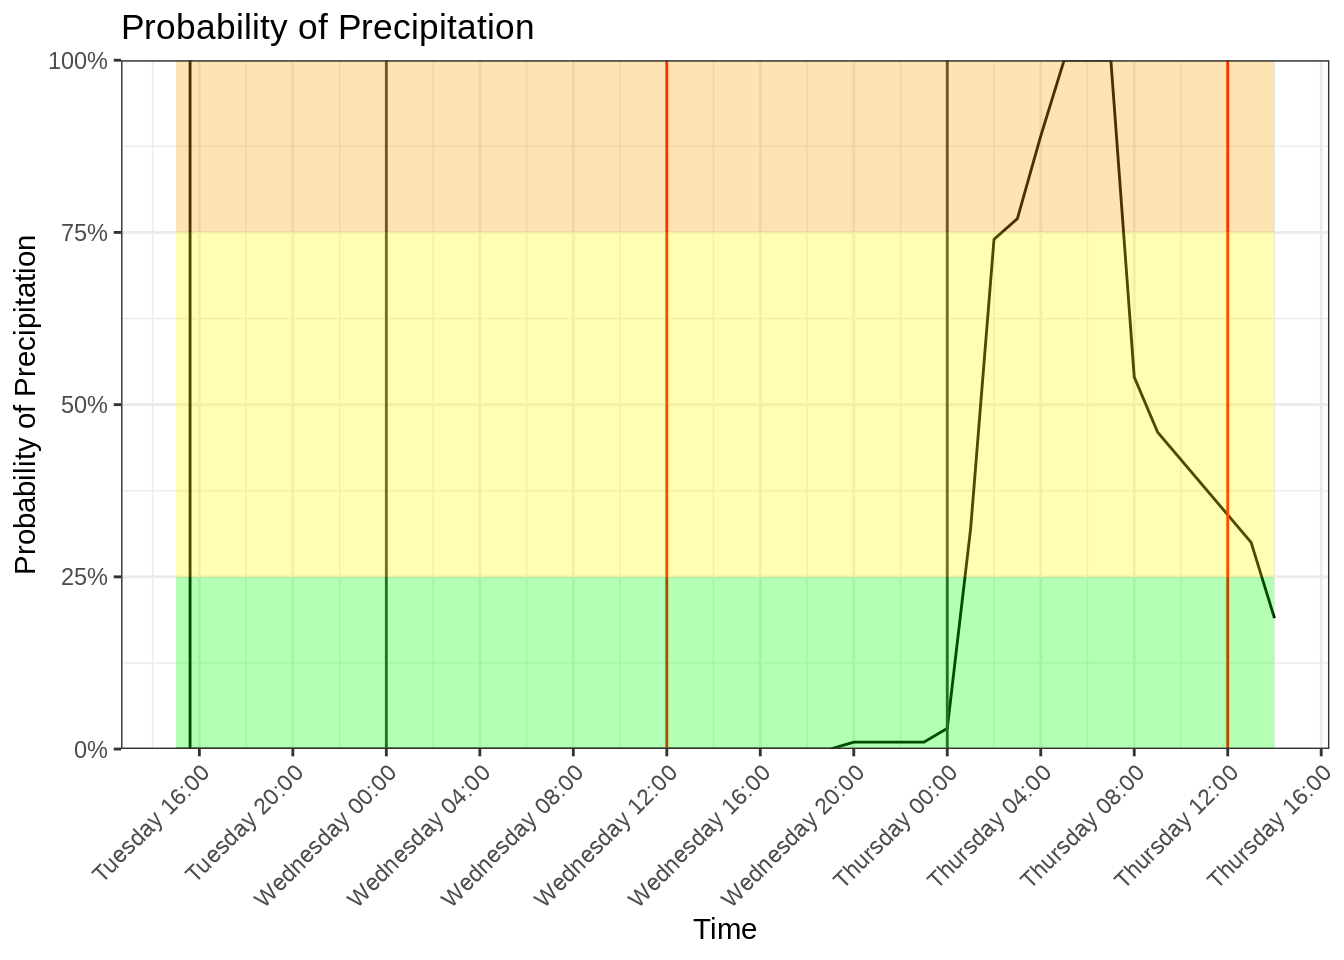 Probability of Precipitation
Probability of Precipitation
100%
75%
50%
25%
0%
Tuesday 16:00
Tuesday 20:00
Wednesday 00:00
Wednesday 04:00
Wednesday 08:00
Wednesday 12:00
Wednesday 16:00
Wednesday 20:00
Thursday 00:00
Thursday 04:00
Thursday 08:00
Thursday 12:00
Thursday 16:00
Time